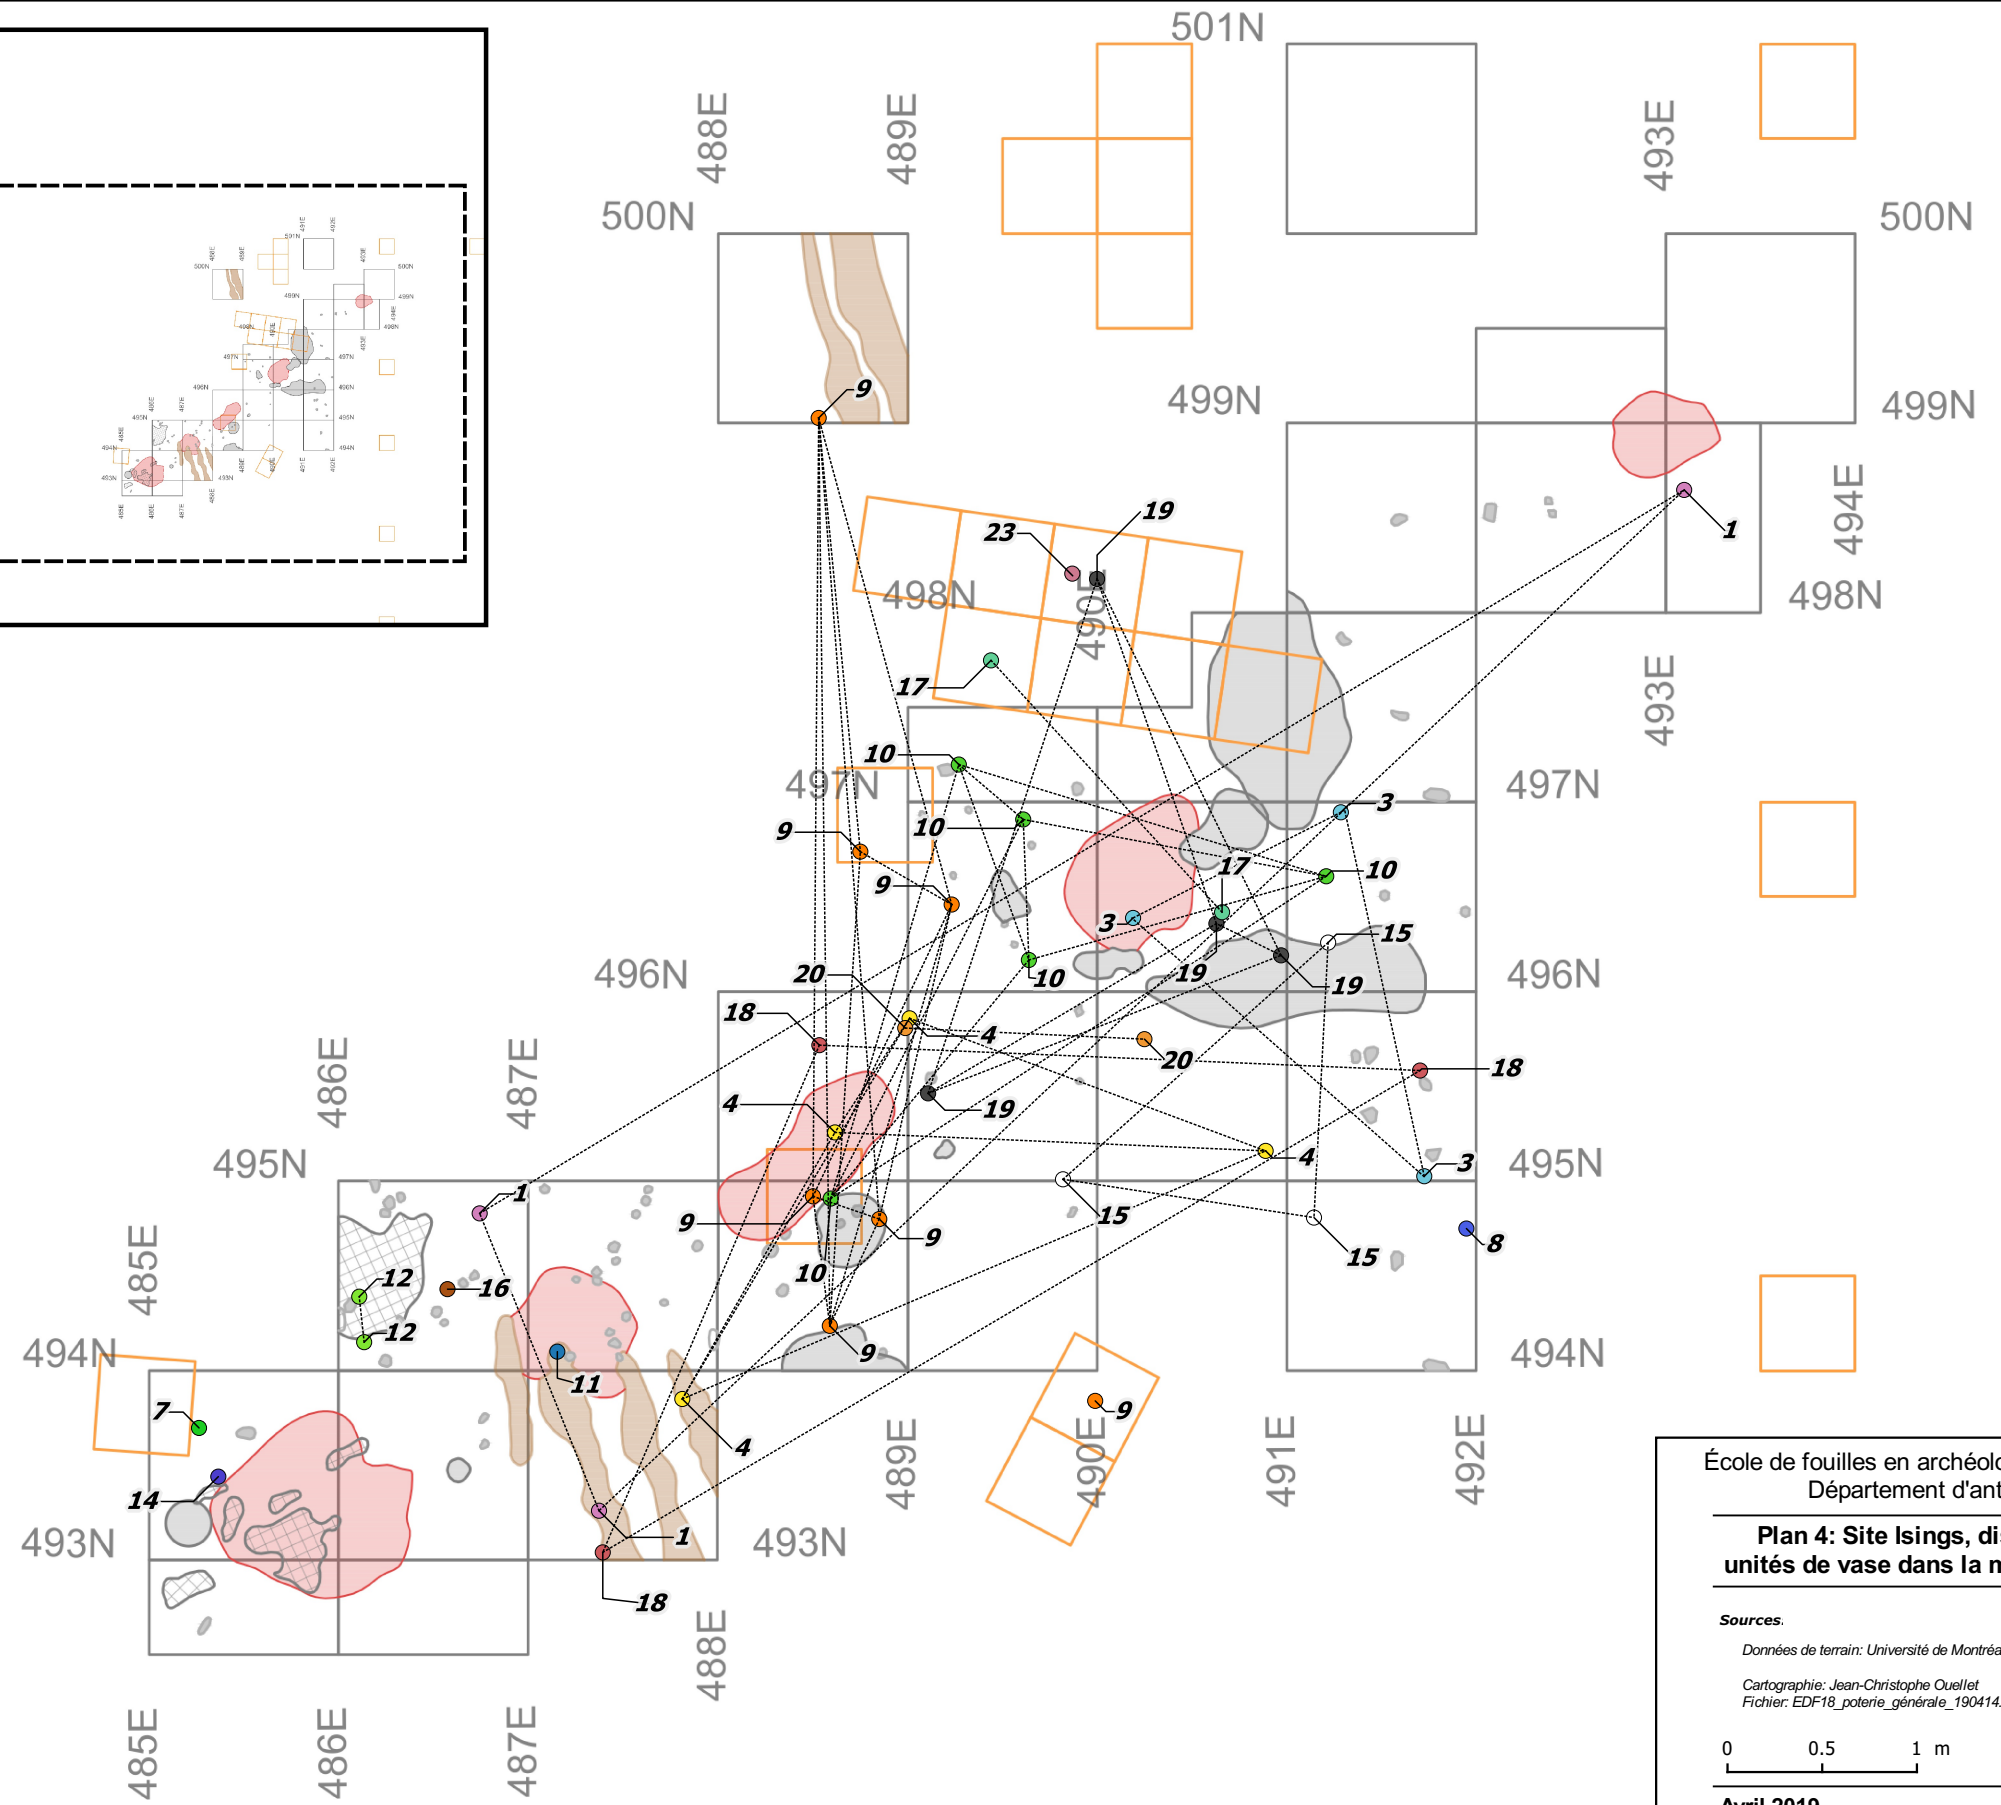 501N
488E
489E
493E
500N
500N
9
499N
499N
19
23
1
494E
498N
490E
498N
17
493E
10
497N
497N
3
10
9
17
10
9
3
15
496N
20
19
10
19
496N
18
4
20
18
486E
487E
4
19
495N
4
3
495N
1
15
9
9
8
15
485E
12
16
10
12
494N
9
494N
11
7
9
4
489E
490E
491E
492E
14
1
493N
493N
18
488E
485E
486E
487E
École de fouilles en archéolo
Département d'ant
Plan 4: Site Isings, dis
unités de vase dans la m
Sources:
Données de terrain: Université de Montréa
Cartographie: Jean-Christophe Ouellet
Fichier: EDF18_poterie_générale_190414.
0 0.5 1 m
Avril 2019